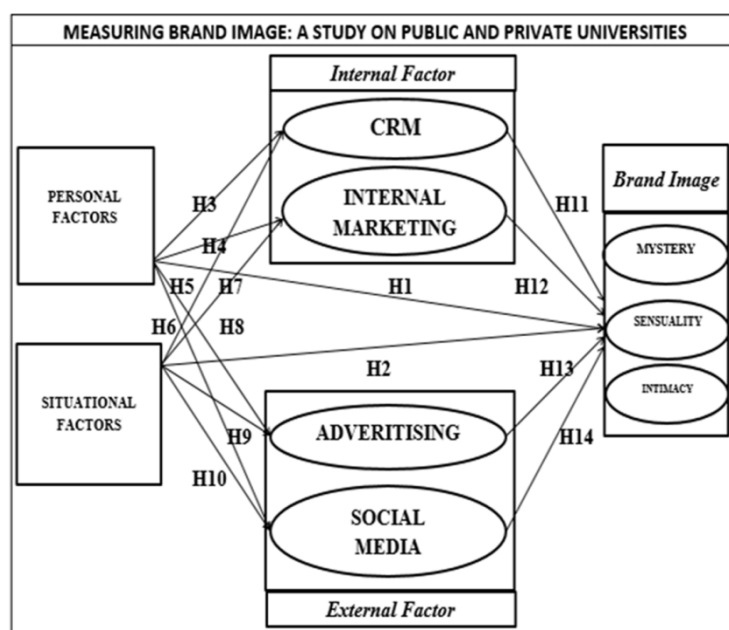 MEASURING BRAND IMAGE: A STUDY ON PUBLIC AND PRIVATE UNIVERSITIES
Internal Factor
CRM
INTERNAL
MARKETING
PERSONAL
FACTORS
SITUATIONAL
FACTORS
H3
H4
H5
H7
H6
H8
H1
H2
H9
H10
H11
H12
H13
H14
Brand Image
MYSTERY
SENSUALITY
INTIMACY
ADVERITISING
SOCIAL
MEDIA
External Factor